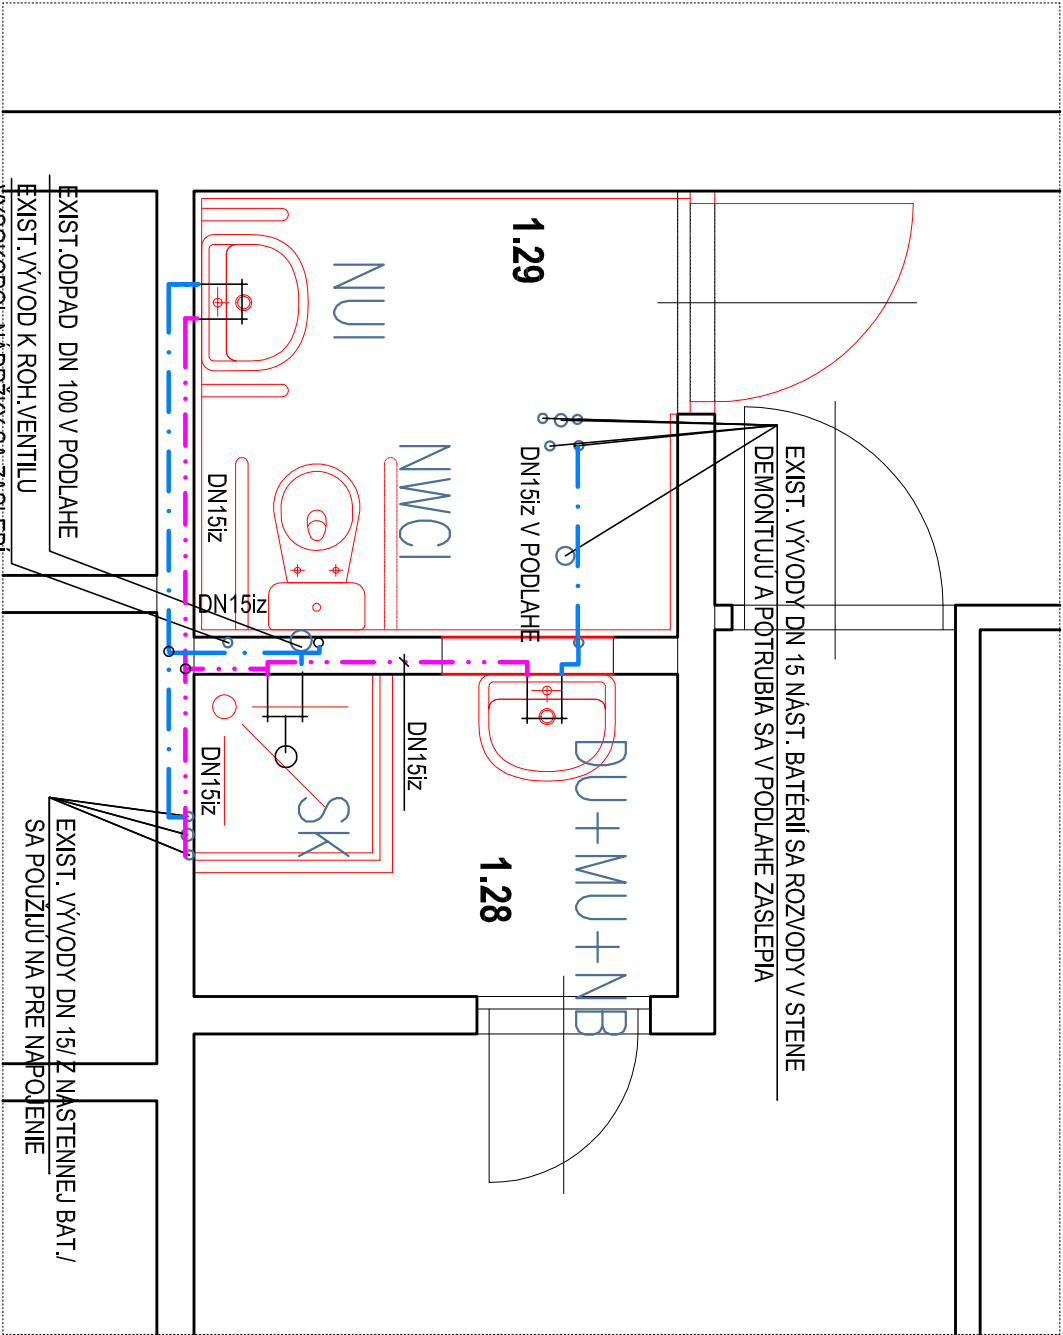 EXIST. VÝVODY DN 15 NÁST. BATÉRIÍ SA ROZVODY V STENE
DEMONTUJÚ A POTRUBIA SA V PODLAHE ZASLEPIA
1.29
DN15iz V PODLAHE
NUI
NWCI
DU+MU+NB
1.28
DN15iz
SK
DN15iz
DN15iz
DN15iz
EXIST.ODPAD DN 100 V PODLAHE
EXIST.VÝVOD K ROH.VENTILU
EXIST. VÝVODY DN 15/ Z NÁSTENNEJ BAT./
SA POUŽIJÚ NA PRE NAPOJENIE